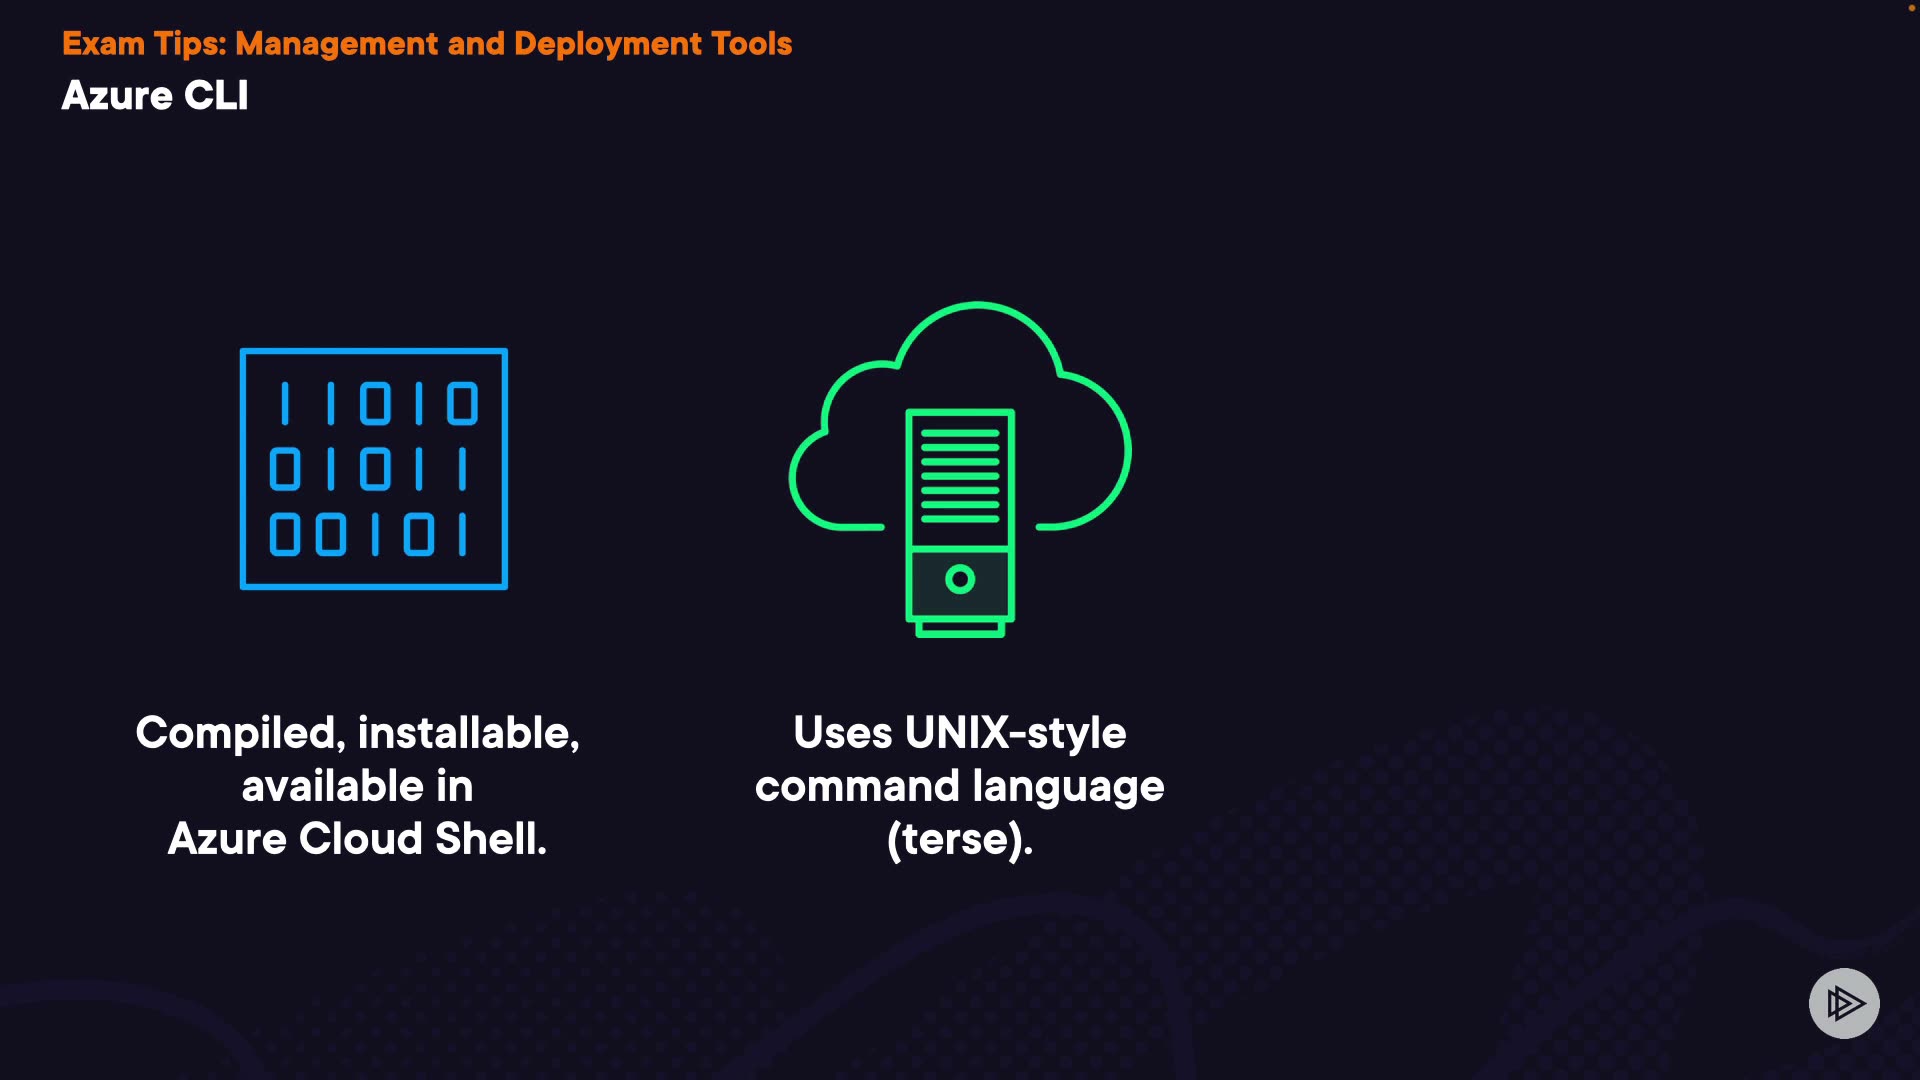 Exam Tips: Management and Deployment Tools
Azure CLI
11010
01011
00101
Compiled, installable,
available in
Azure Cloud Shell.
Uses UNIX-style
command language
(terse).